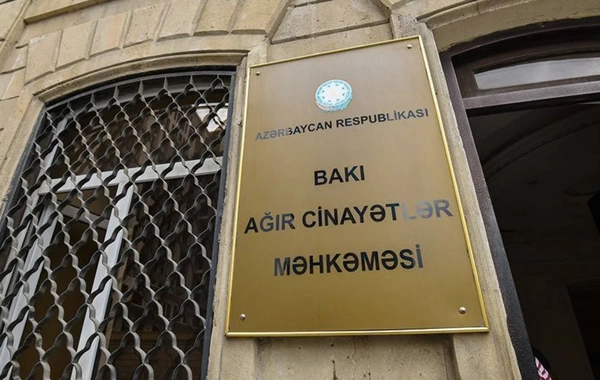 AZƏRBAYCAN RESPUBLİKASI
BAKI
AĞIR CİNAYƏTLƏR
MƏHKƏMƏSİ